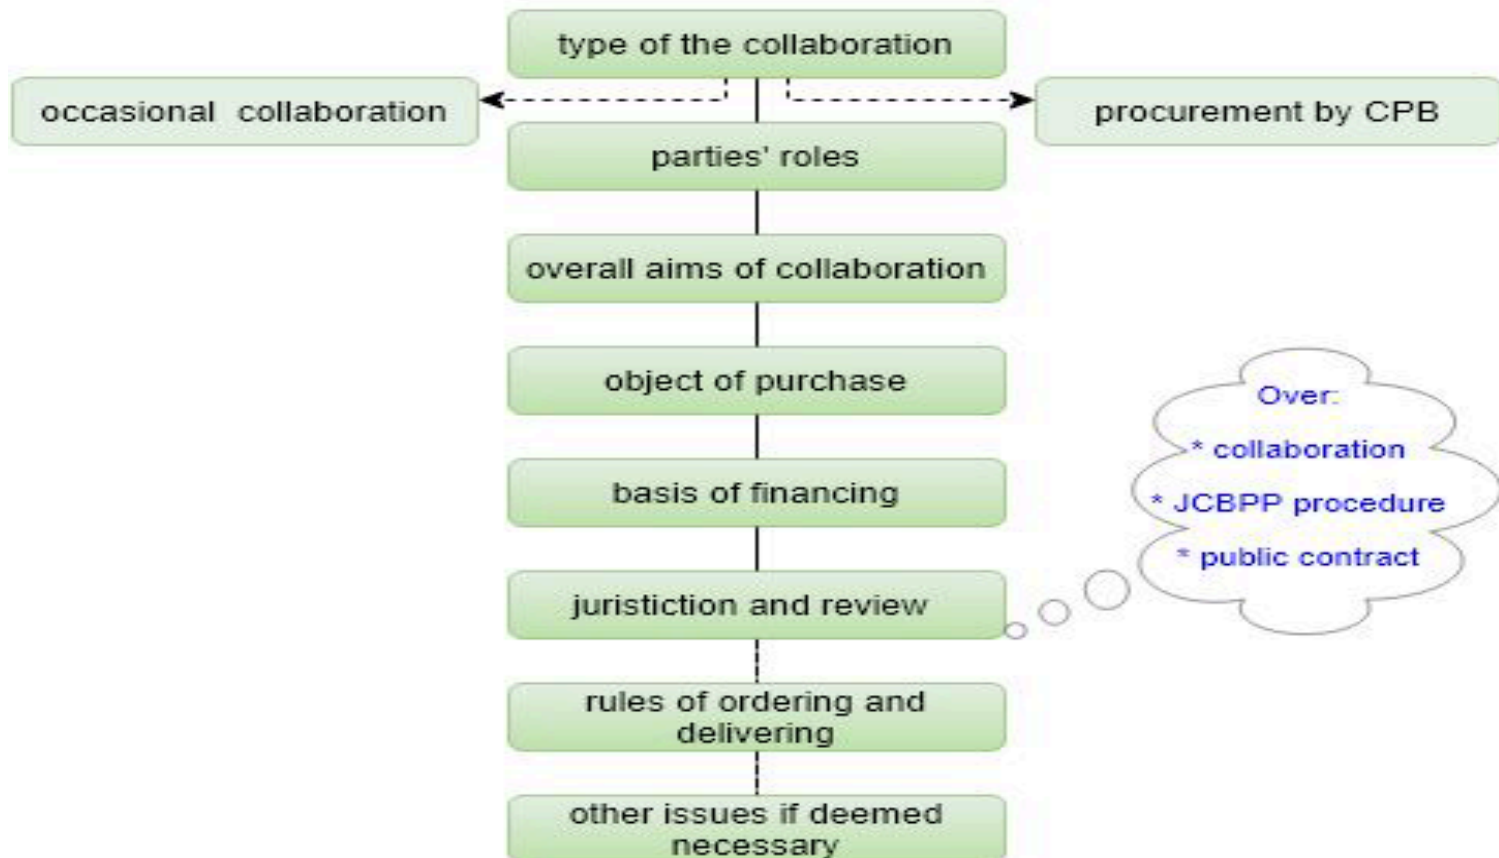 type of the collaboration
occasional collaboration
procurement by CPB
parties' roles
overall aims of collaboration
object of purchase
Over:
* collaboration
* JCBPP procedure
* public contract
basis of financing
juristiction and review
rules of ordering and
delivering
other issues if deemed
necessary